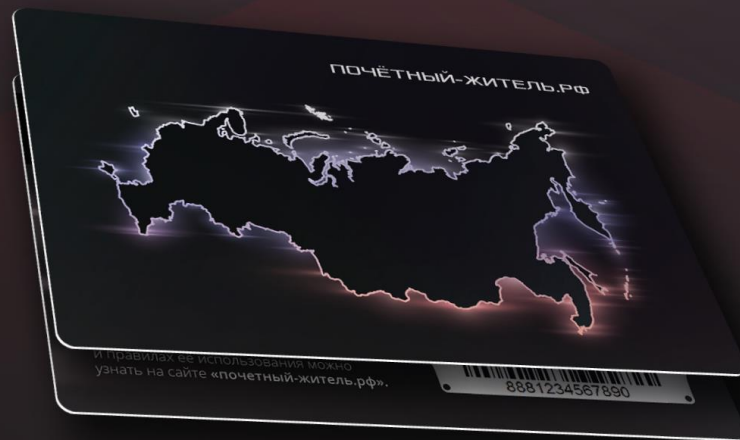 ПОЧЁТНЫЙ-ЖИТЕЛЬ.РФ
и правилах её использования можно
узнать на сайте «почетный-житель.рф».
8881234567890